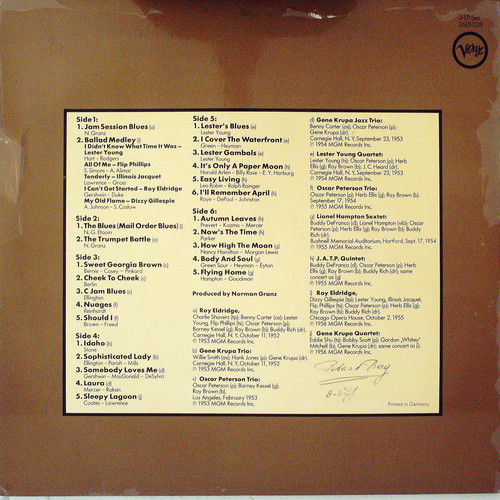 3-LP-Set
2610 028
Verve
Side 1:
1. Jam Session Blues (a)
N. Granz
2. Ballad Medley (i)
I Didn't Know What Time It Was –
Lester Young
Hart - Rodgers
All Of Me – Flip Phillips
S. Simons – A. Alimar
Tenderly – Illinois Jacquet
Lawrence – Gross
I Can't Get Started – Roy Eldridge
Gershwin – Duke
My Old Flame – Dizzy Gillespie
A. Johnson – S. Coslow
Side 2:
1. The Blues (Mail Order Blues) (i)
N. G. Elooin
2. The Trumpet Battle (a)
N. Granz
Side 3:
1. Sweet Georgia Brown (c)
Bernie – Casey – Pinkard
2. Cheek To Cheek (c)
Berlin
3. C Jam Blues (c)
Ellington
4. Nuages (f)
Reinhardt
5. Should I (f)
Brown – Freed
Side 4:
1. Idaho (b)
Stone
2. Sophisticated Lady (b)
Ellington – Parish – Mills
3. Somebody Loves Me (d)
Gershwin – MacDonald – DeSylva
4. Laura (d)
Mercer – Raksin
5. Sleepy Lagoon (j)
Coates – Lawrence
Side 5:
1. Lester's Blues (e)
Lester Young
2. I Cover The Waterfront (e)
Green – Heyman
3. Lester Gambols (e)
Lester Young
4. It's Only A Paper Moon (h)
Harold Arlen – Billy Rose – E. Y. Harburg
5. Easy Living (h)
Leo Robin – Ralph Rainger
6. I'll Remember April (h)
Raye – DePaul – Johnston
Side 6:
1. Autumn Leaves (h)
Prevert – Kozma – Mercer
2. Now's The Time (h)
Parker
3. How High The Moon (g)
Nancy Hamilton – Morgan Lewis
4. Body And Soul (g)
Green Sour – Heyman – Eyton
5. Flying Home (g)
Hampton – Goodman
Produced by Norman Granz
a) Roy Eldridge,
Charlie Shavers (tp); Benny Carter (as); Lester
Young, Flip Phillips (ts); Oscar Peterson (p);
Barney Kessel (g); Ray Brown (b); Buddy Rich (dr).
Carnegie Hall, N. Y., October 11, 1952
℗ 1953 MGM Records Inc.
b) Gene Krupa Trio:
Willie Smith (as); Hank Jones (p); Gene Krupa (dr).
Carnegie Hall, N. Y., October 11, 1952
℗ 1953 MGM Records Inc.
c) Oscar Peterson Trio:
Oscar Peterson (p); Barney Kessel (g);
Ray Brown (b).
Los Angeles, February 1953
℗ 1953 MGM Records Inc.
d) Gene Krupa Jazz Trio:
Benny Carter (as); Oscar Peterson (p);
Gene Krupa (dr).
Carnegie Hall, N. Y., September 23, 1953
℗ 1954 MGM Records Inc.
e) Lester Young Quartet:
Lester Young (ts); Oscar Peterson (p); Herb
Ellis (g); Ray Brown (b); J. C. Heard (dr).
Carnegie Hall, N. Y., September 23, 1953
℗ 1954 MGM Records Inc.
f) Oscar Peterson Trio:
Oscar Peterson (p); Herb Ellis (g); Ray Brown (b).
September 17, 1954
℗ 1955 MGM Records Inc.
g) Lionel Hampton Sextet:
Buddy DeFranco (cl); Lionel Hampton (vib); Oscar
Peterson (p); Herb Ellis (g); Ray Brown (b); Buddy
Rich (dr).
Bushnell Memorial Auditorium, Hartford, Sept. 17, 1954
℗ 1955 MGM Records Inc.
h) J. A. T. P. Quintet:
Buddy DeFranco (cl); Oscar Peterson (p); Herb
Ellis (g); Ray Brown (b); Buddy Rich (dr); same
concert as (g)
℗ 1955 MGM Records Inc.
i) Roy Eldridge,
Dizzy Gillespie (tp); Lester Young, Illinois Jacquet,
Flip Phillips (ts); Oscar Peterson (p); Herb Ellis (g);
Ray Brown (b); Buddy Rich (dr).
Chicago Opera House, October 2, 1955
℗ 1956 MGM Records Inc.
j) Gene Krupa Quartet:
Eddie Shu (ts); Bobby Scott (p); Gordon „Whitey"
Mitchell (b); Gene Krupa (dr); same concert as (i).
℗ 1956 MGM Records Inc.
Printed in Germany